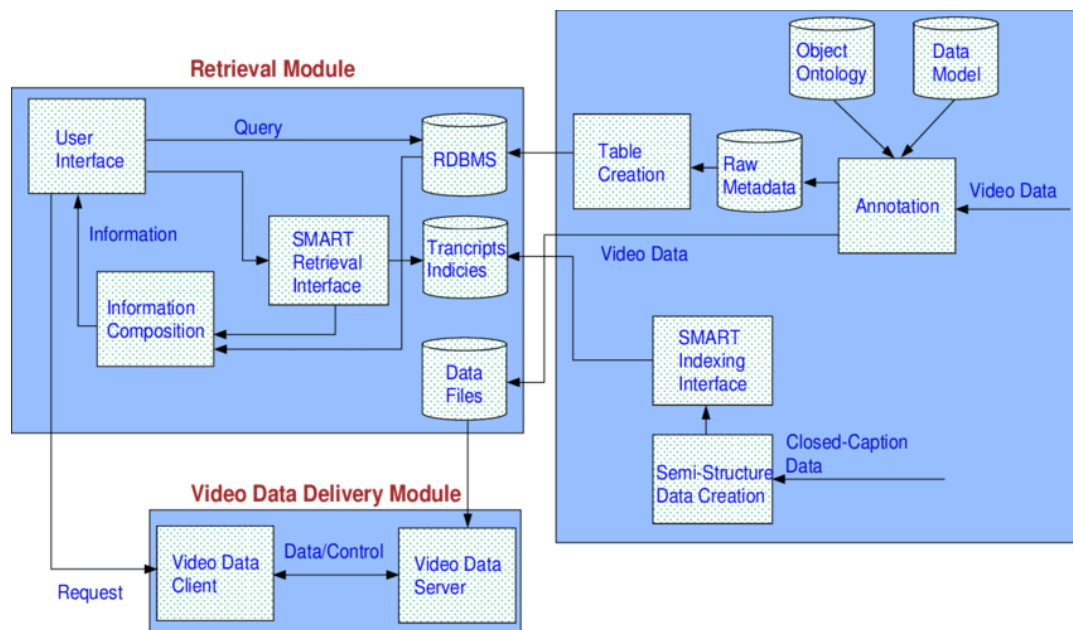 Retrieval Module
User
Interface
Query
RDBMS
Information
SMART
Retrieval
Interface
Trancripts
Indicies
Information
Composition
Data
Files
Object
Ontology
Data
Model
Table
Creation
Raw
Metadata
Annotation
Video Data
Video Data
SMART
Indexing
Interface
Closed-Caption
Data
Semi-Structure
Data Creation
Video Data Delivery Module
Video Data
Client
Data/Control
Video Data
Server
Request